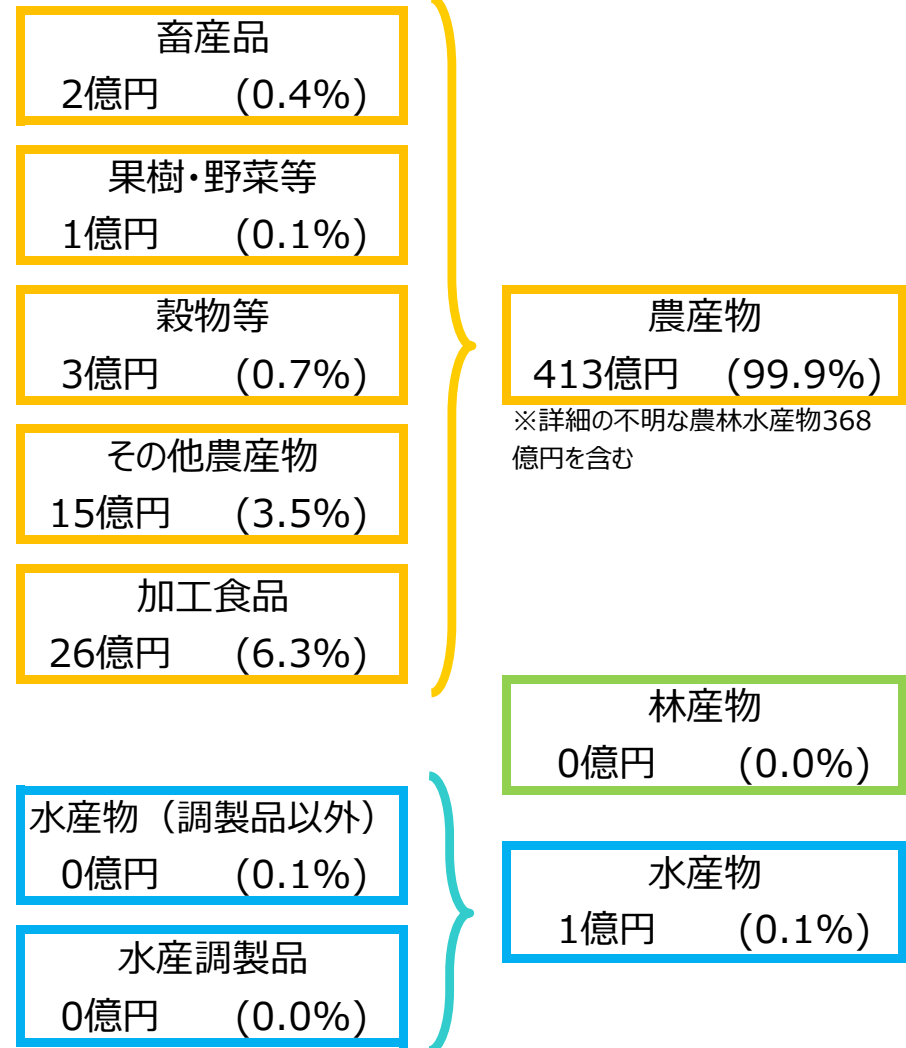 畜産品
2億円 (0.4%)
果樹・野菜等
1億円 (0.1%)
穀物等
3億円 (0.7%)
その他農産物
15億円 (3.5%)
加工食品
26億円 (6.3%)
農産物
413億円 (99.9%)
※詳細の不明な農林水産物368
億円を含む
林産物
0億円 (0.0%)
水産物（調製品以外）
0億円 (0.1%)
水産調製品
0億円 (0.0%)
水産物
1億円 (0.1%)